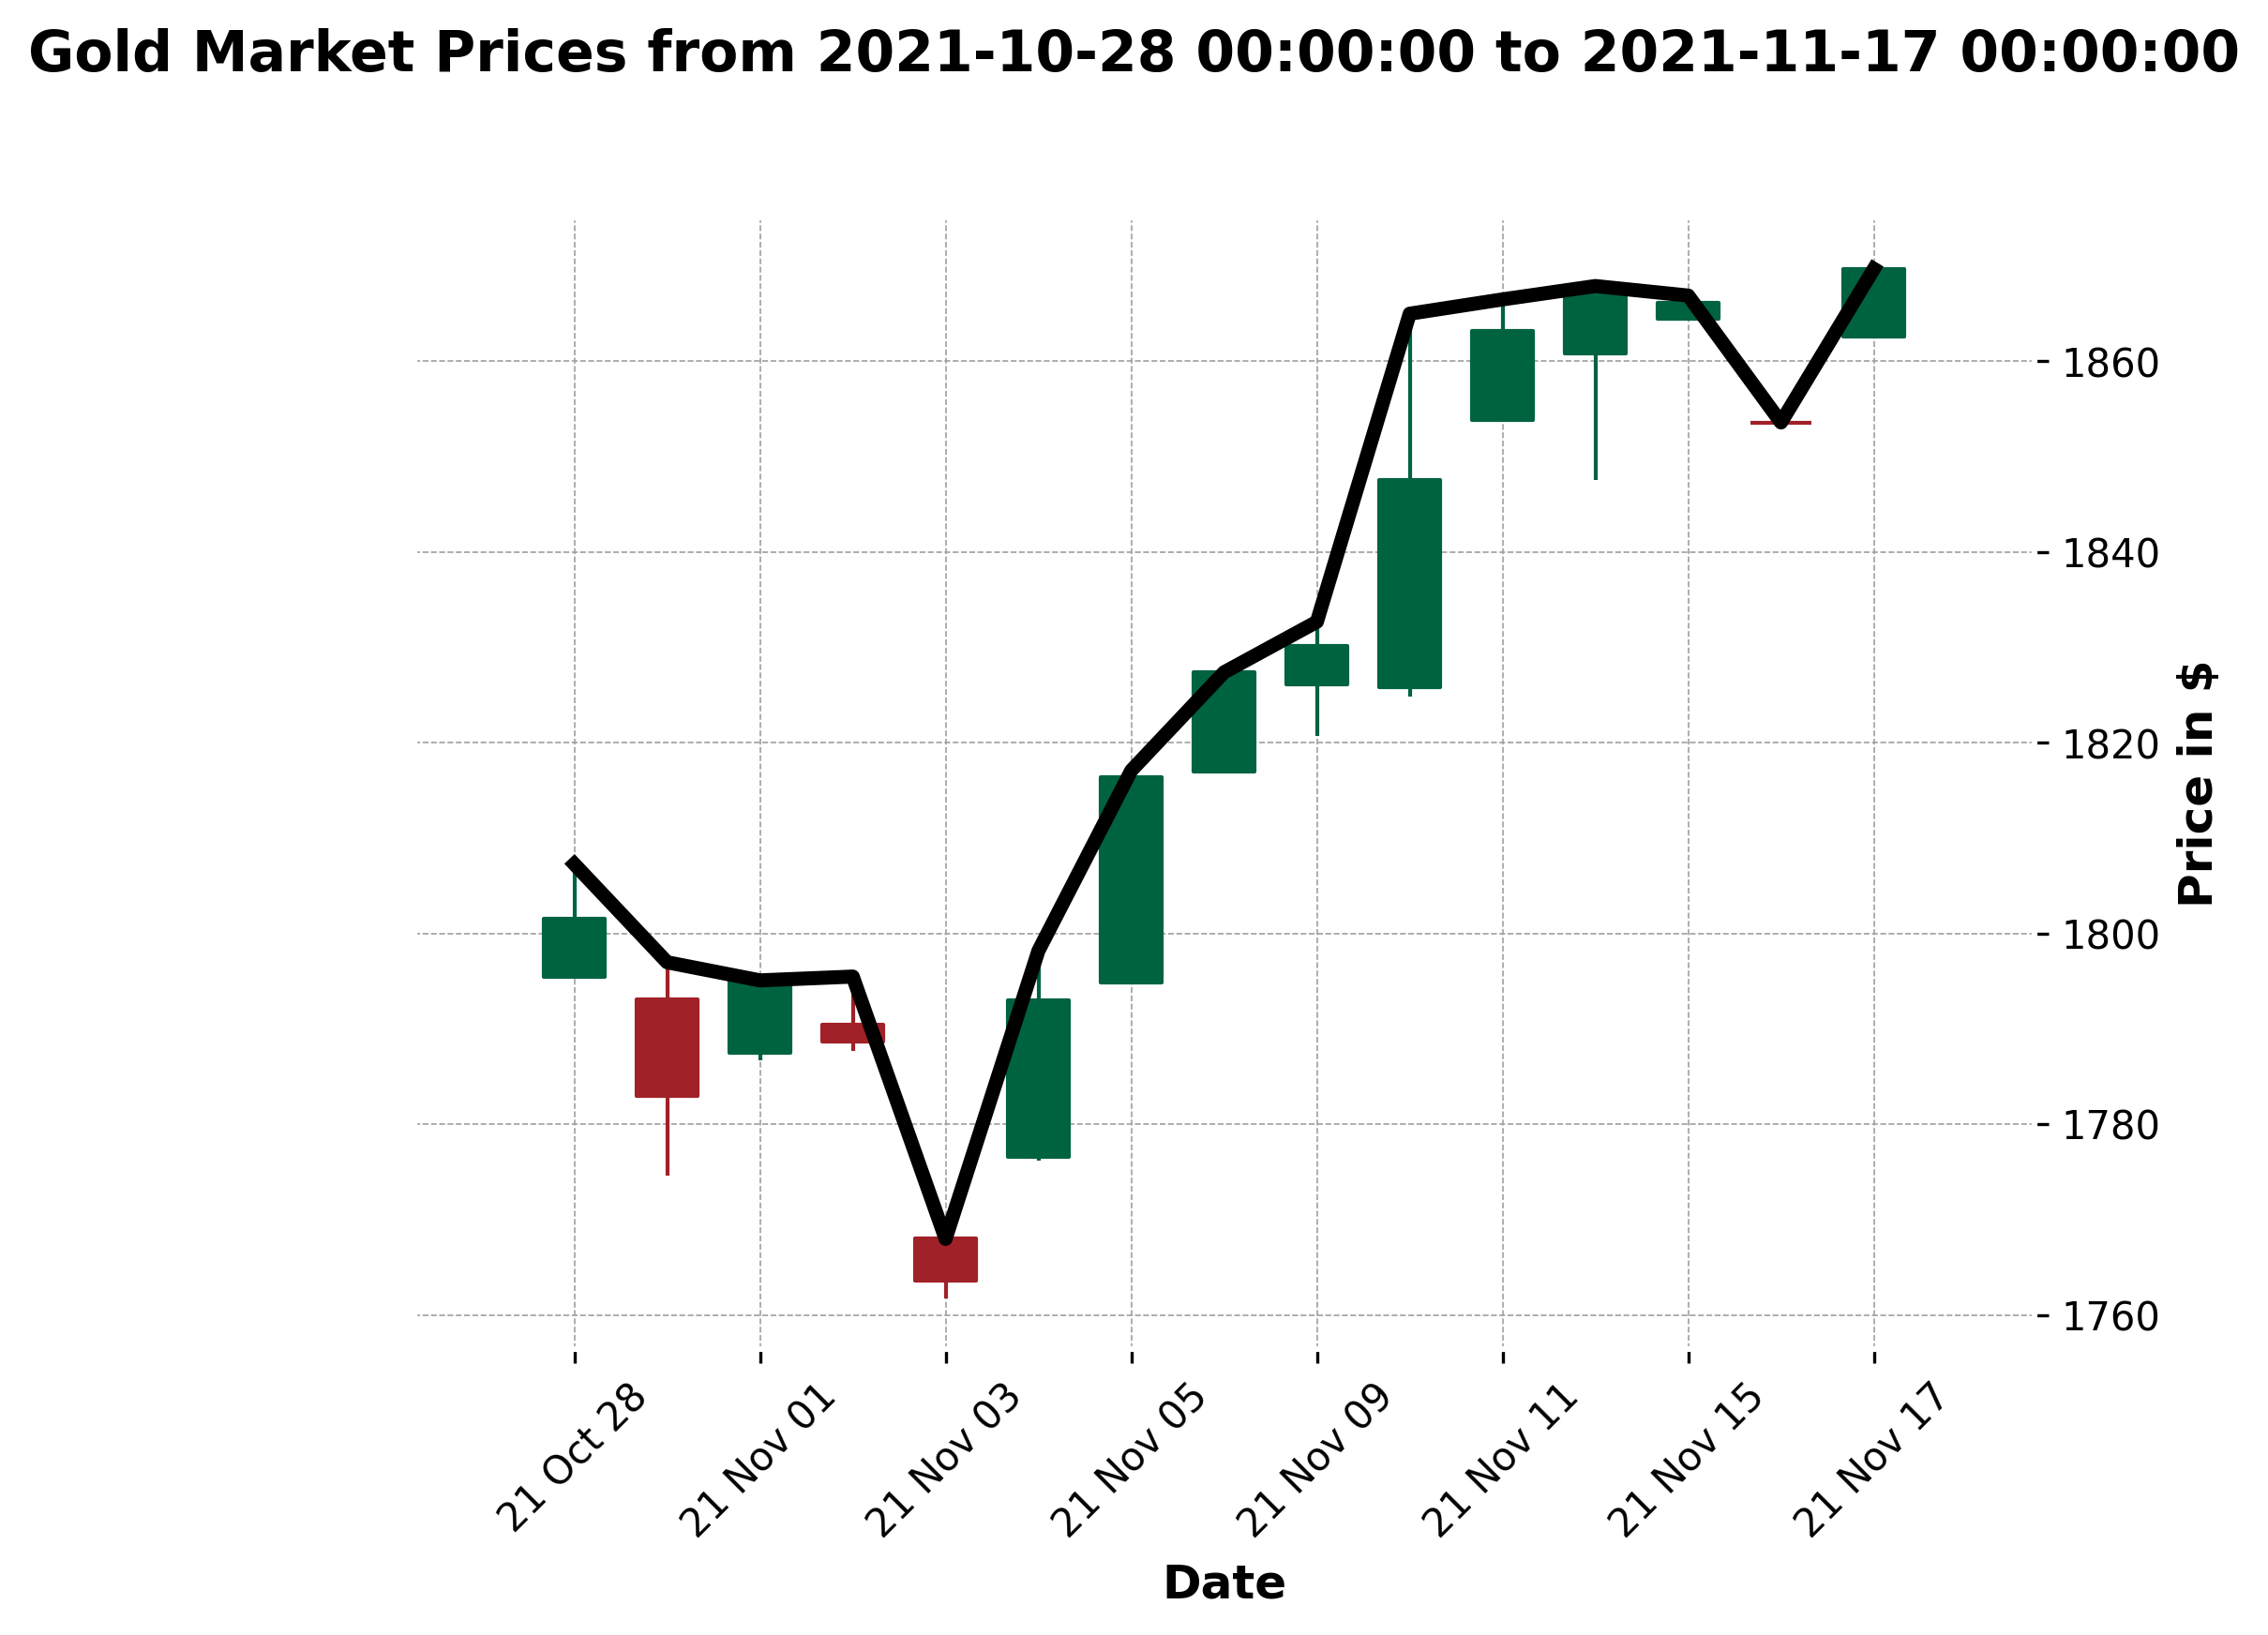 Gold Market Prices from 2021-10-28 00:00:00 to 2021-11-17 00:00:00
1860
1840
1820
1800
1780
1760
Price in $
21 Oct 28
21 Nov 01
21 Nov 03
21 Nov 05
21 Nov 09
21 Nov 11
21 Nov 15
21 Nov 17
Date